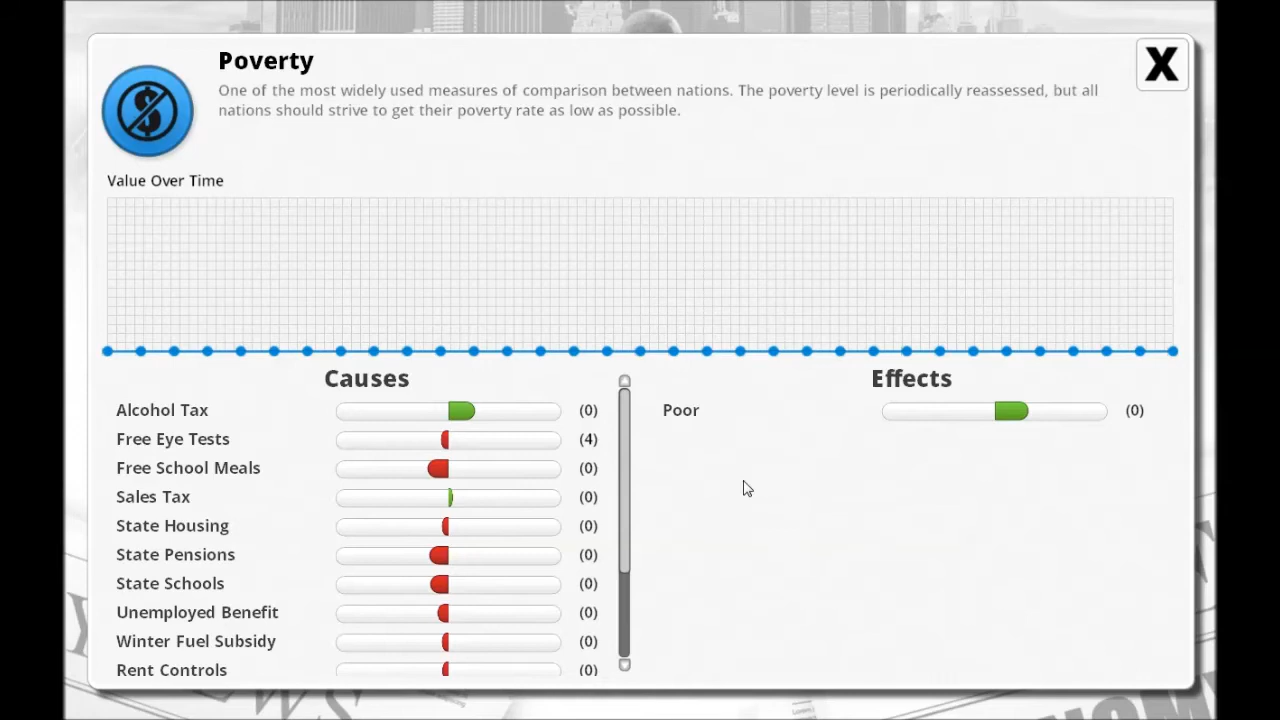 Poverty
X
One of the most widely used measures of comparison between nations. The poverty level is periodically reassessed, but all
nations should strive to get their poverty rate as low as possible.
Value Over Time
Causes
Effects
Alcohol Tax (0)
Poor (0)
Free Eye Tests (4)
Free School Meals (0)
Sales Tax (0)
State Housing (0)
State Pensions (0)
State Schools (0)
Unemployed Benefit (0)
Winter Fuel Subsidy (0)
Rent Controls (0)